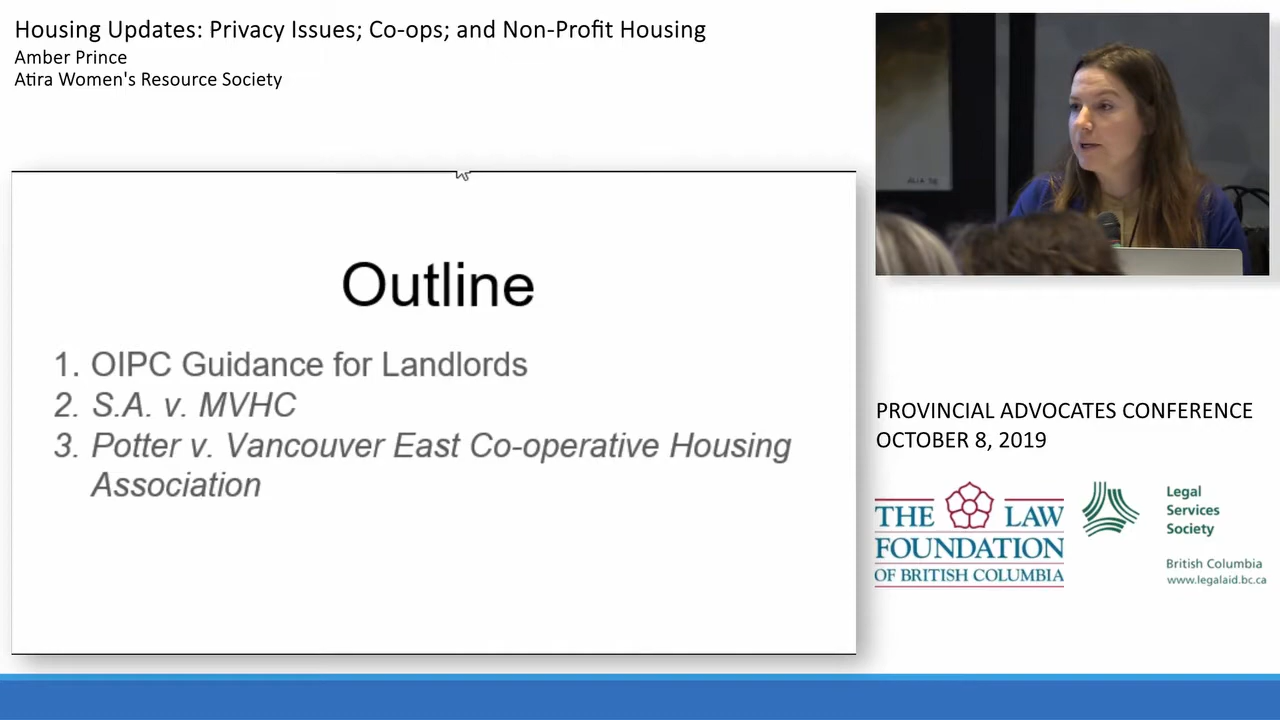 Housing Updates: Privacy Issues; Co-ops; and Non-Profit Housing
Amber Prince
Atira Women's Resource Society
Outline
1. OIPC Guidance for Landlords
2. S.A. v. MVHC
3. Potter v. Vancouver East Co-operative Housing
Association
PROVINCIAL ADVOCATES CONFERENCE
OCTOBER 8, 2019
THE LAW
FOUNDATION
OF BRITISH COLUMBIA
Legal
Services
Society
British Columbia
www.legalaid.bc.ca